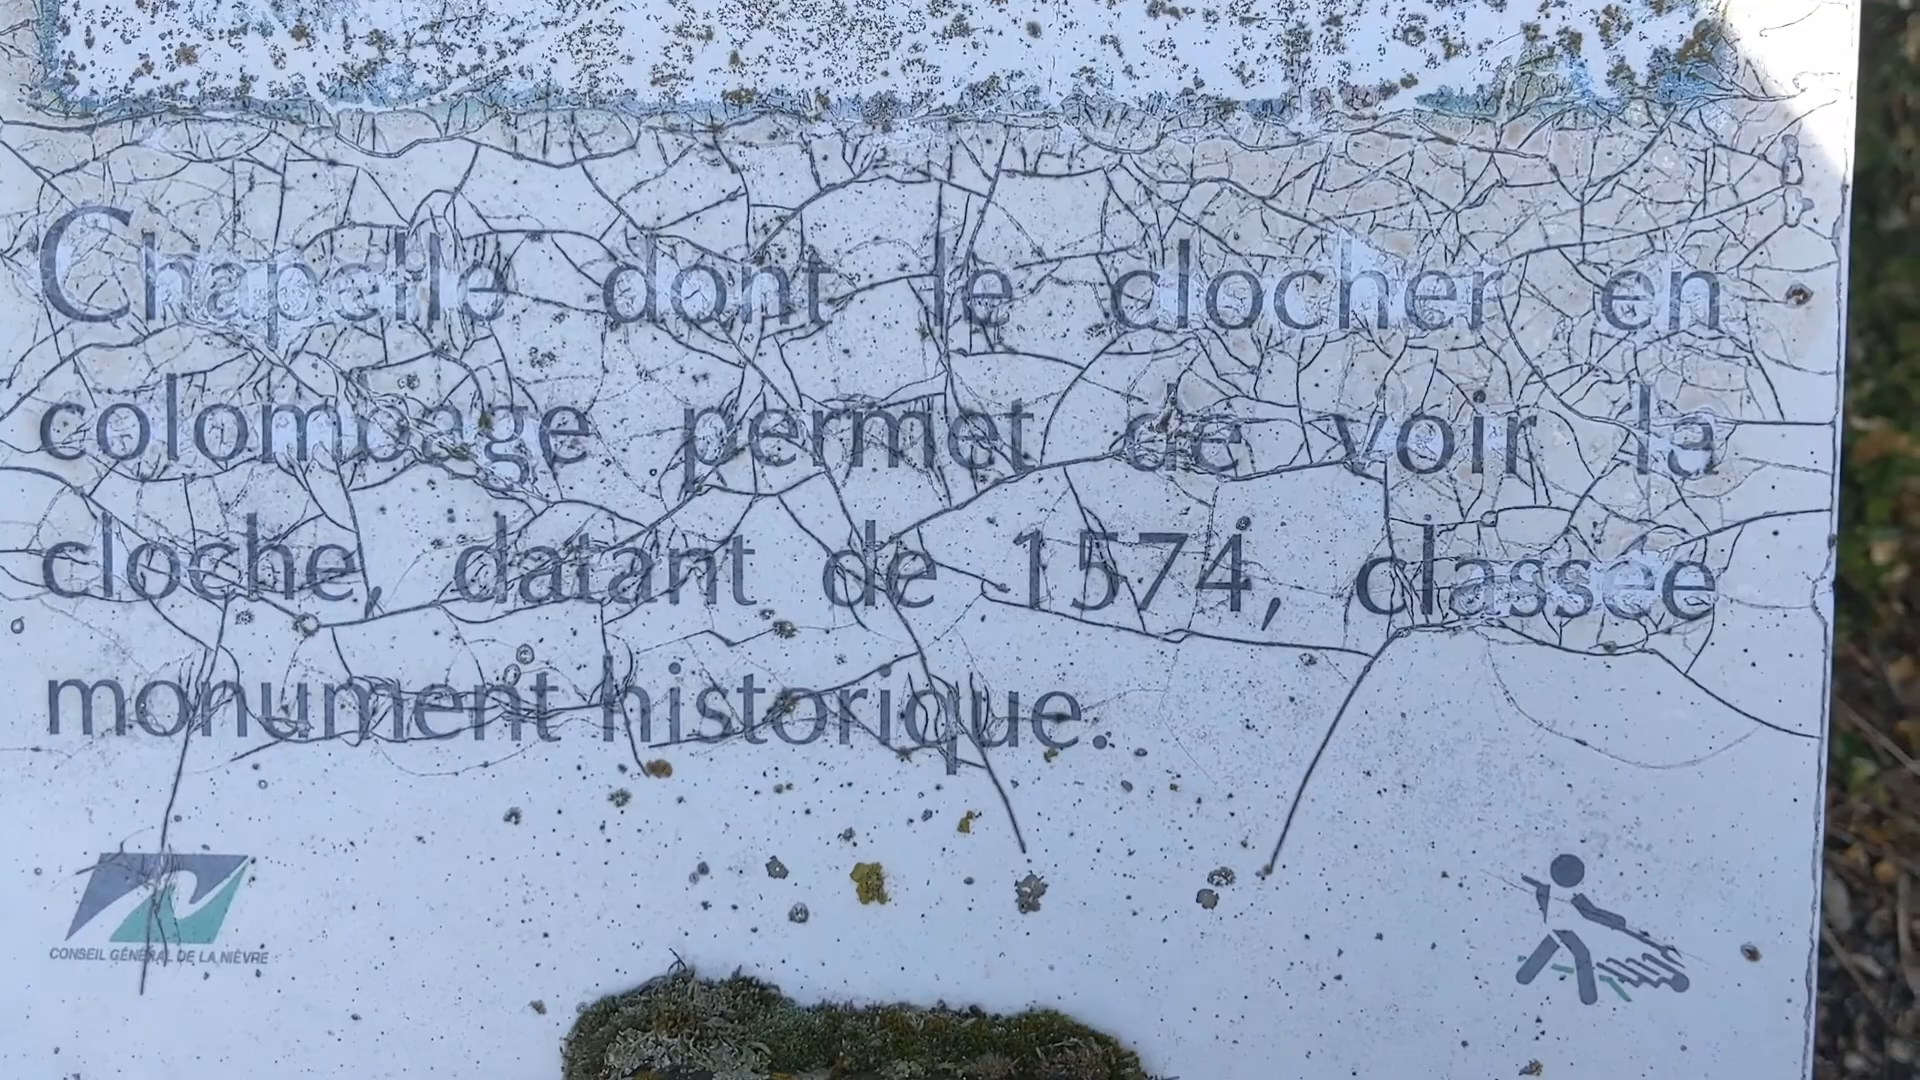 Chapelle dont le clocher en
colombage permet de voir la
cloche, datant de 1574, classée
monument historique.
CONSEIL GÉNÉRAL DE LA NIÈVRE